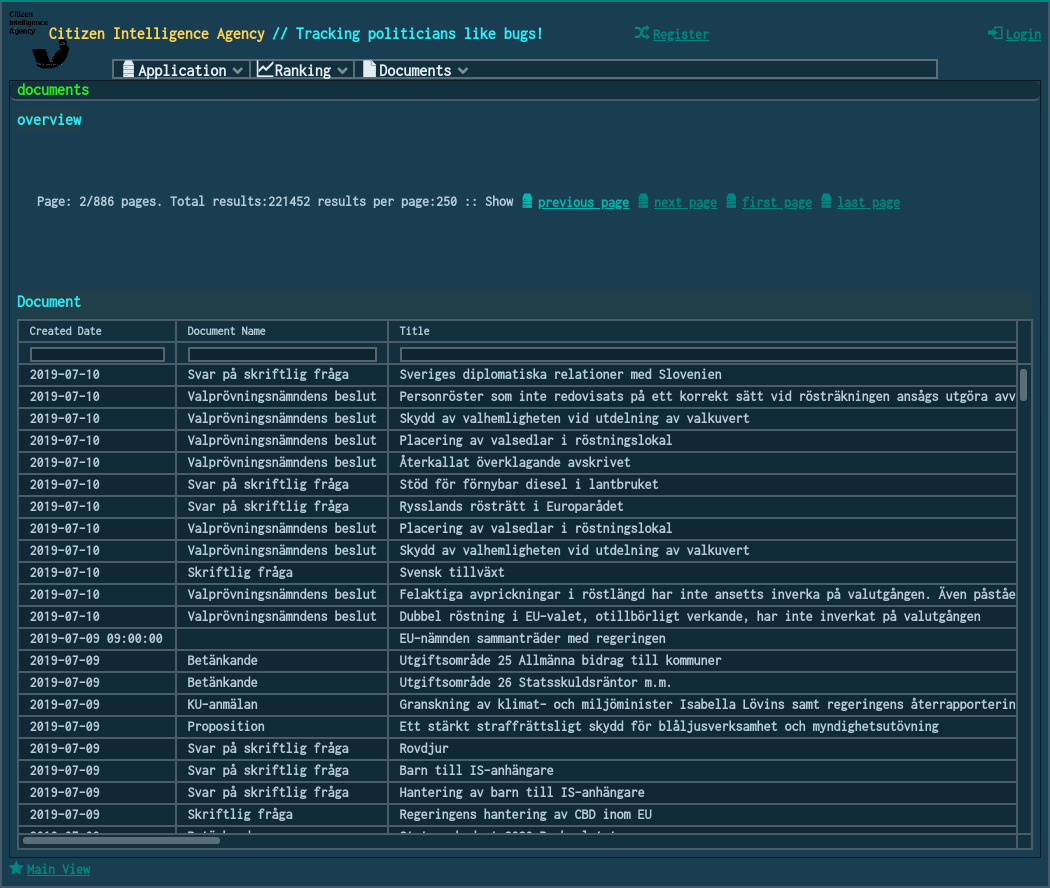 Citizen
Intelligence
Agency
Citizen Intelligence Agency // Tracking politicians like bugs!
Register
Login
Application
Ranking
Documents
documents
overview
Page: 2/886 pages. Total results:221452 results per page:250 :: Show previous page next page first page last page
Document
Created Date Document Name Title
2019-07-10 Svar på skriftlig fråga Sveriges diplomatiska relationer med Slovenien
2019-07-10 Valprövningsnämndens beslut Personröster som inte redovisats på ett korrekt sätt vid rösträkningen ansågs utgöra avv
2019-07-10 Valprövningsnämndens beslut Skydd av valhemligheten vid utdelning av valkuvert
2019-07-10 Valprövningsnämndens beslut Placering av valsedlar i röstningslokal
2019-07-10 Valprövningsnämndens beslut Återkallat överklagande avskrivet
2019-07-10 Svar på skriftlig fråga Stöd för förnybar diesel i lantbruket
2019-07-10 Svar på skriftlig fråga Rysslands rösträtt i Europarådet
2019-07-10 Valprövningsnämndens beslut Placering av valsedlar i röstningslokal
2019-07-10 Valprövningsnämndens beslut Skydd av valhemligheten vid utdelning av valkuvert
2019-07-10 Skriftlig fråga Svensk tillväxt
2019-07-10 Valprövningsnämndens beslut Felaktiga avprickningar i röstlängd har inte ansetts inverka på valutgången. Även påståe
2019-07-10 Valprövningsnämndens beslut Dubbel röstning i EU-valet, otillbörligt verkande, har inte inverkat på valutgången
2019-07-09 09:00:00 EU-nämnden sammanträder med regeringen
2019-07-09 Betänkande Utgiftsområde 25 Allmänna bidrag till kommuner
2019-07-09 Betänkande Utgiftsområde 26 Statsskuldsräntor m.m.
2019-07-09 KU-anmälan Granskning av klimat- och miljöminister Isabella Lövins samt regeringens återrapporterin
2019-07-09 Proposition Ett stärkt straffrättsligt skydd för blåljusverksamhet och myndighetsutövning
2019-07-09 Svar på skriftlig fråga Rovdjur
2019-07-09 Svar på skriftlig fråga Barn till IS-anhängare
2019-07-09 Svar på skriftlig fråga Hantering av barn till IS-anhängare
2019-07-09 Skriftlig fråga Regeringens hantering av CBD inom EU
Main View